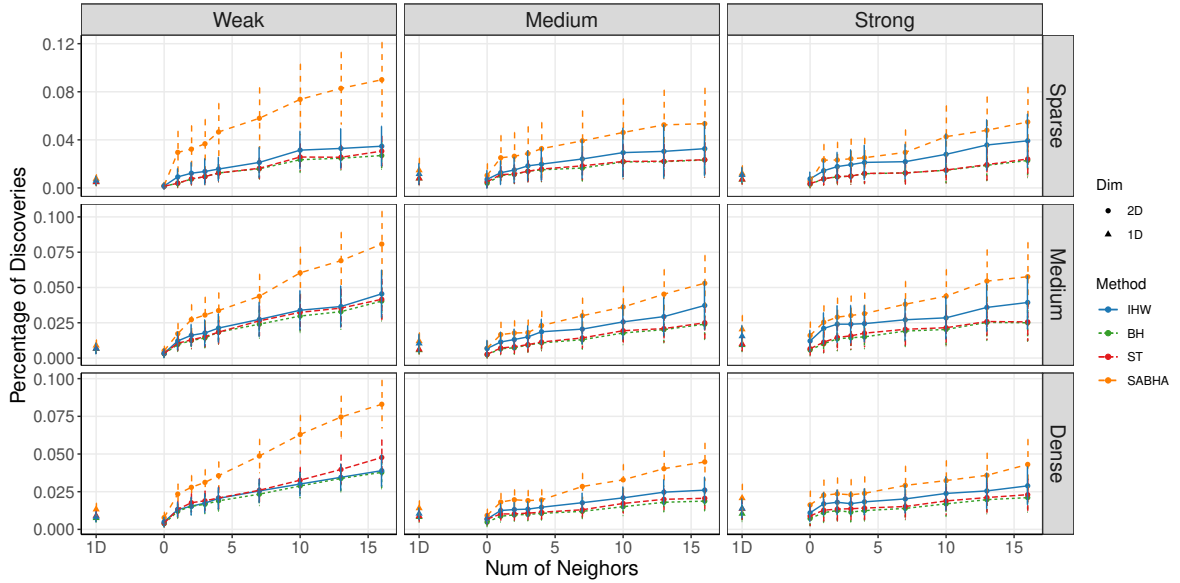 Weak Medium Strong
Percentage of Discoveries
0.12
0.08
0.04
0.00
Sparse
0.100
0.075
0.050
0.025
0.000
Medium
0.100
0.075
0.050
0.025
0.000
Dense
1D 0 5 10 15 1D 0 5 10 15 1D 0 5 10 15
Num of Neighors
Dim
2D
1D
Method
IHW
BH
ST
SABHA